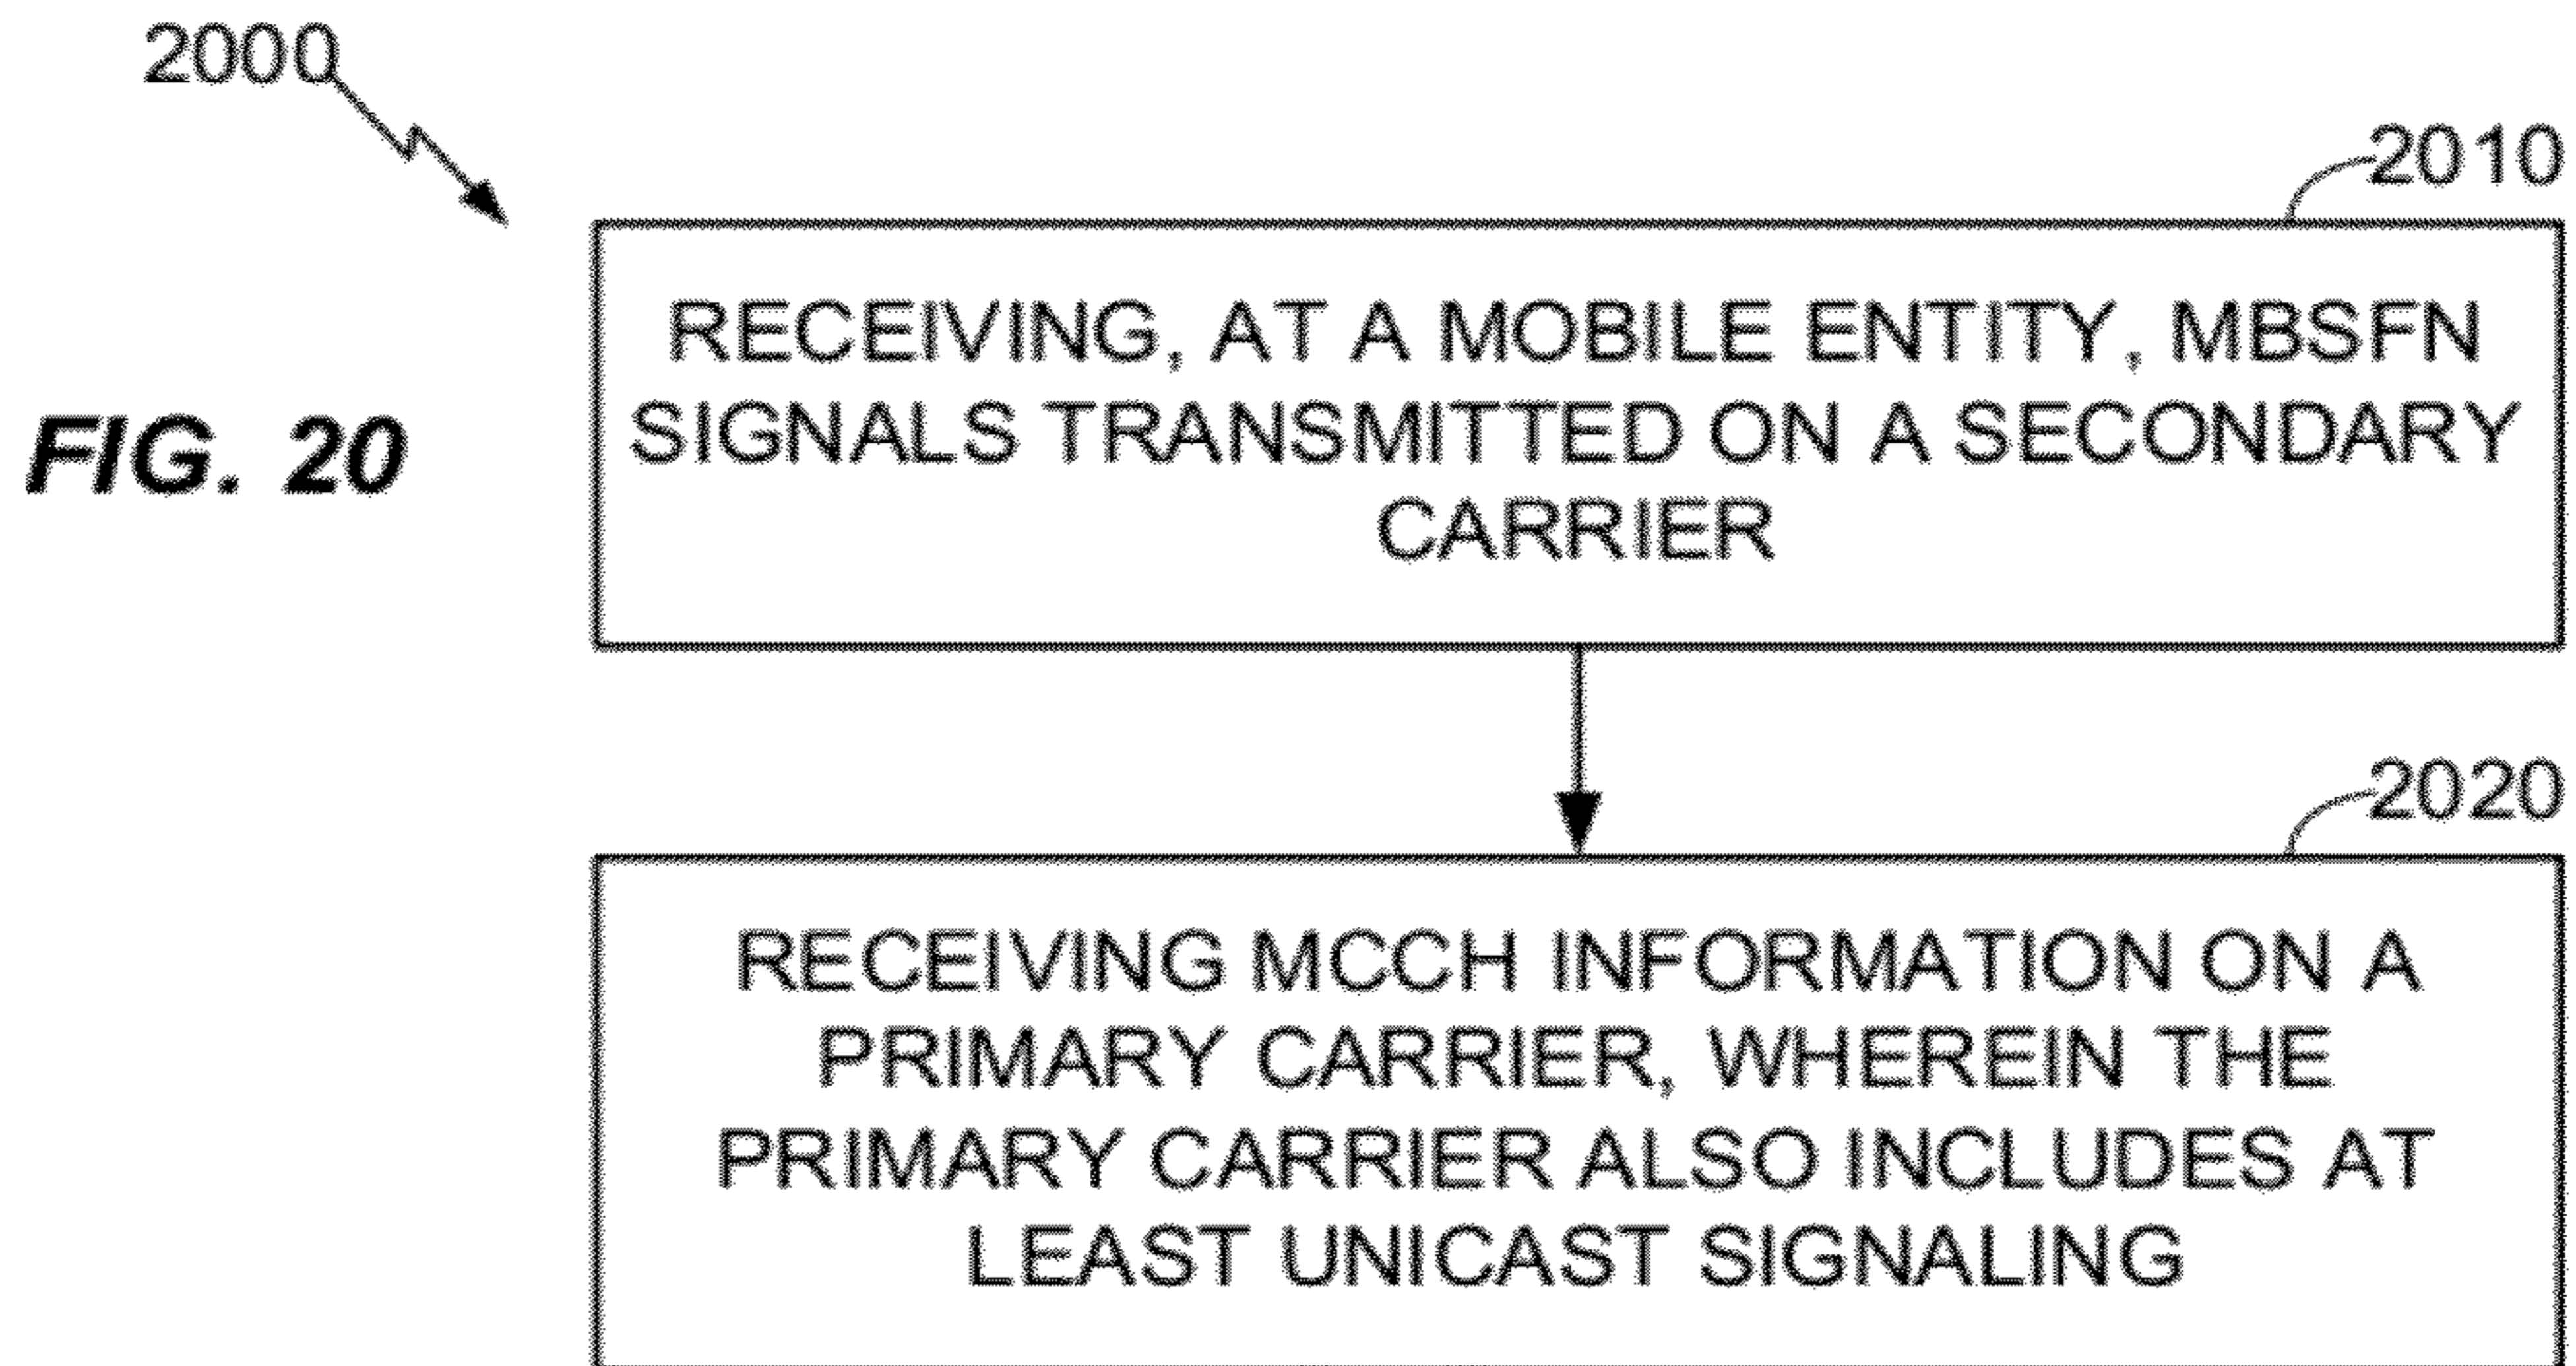 2000
2010
RECEIVING, AT A MOBILE ENTITY, MBSFN
SIGNALS TRANSMITTED ON A SECONDARY
CARRIER
FIG. 20
2020
RECEIVING MCCH INFORMATION ON A
PRIMARY CARRIER, WHEREIN THE
PRIMARY CARRIER ALSO INCLUDES AT
LEAST UNICAST SIGNALING